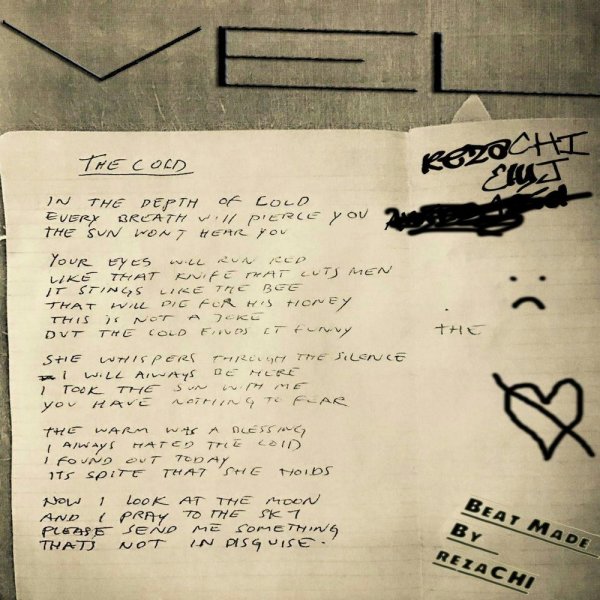 VEL
REZACHI
THE COLD
IN THE DEPTH OF COLD
EVERY BREATH WILL PIERCE YOU
THE SUN WONT HEAR YOU
YOUR EYES WILL RUN RED
LIKE THAT KNIFE THAT CUTS MEN
IT STINGS LIKE THE BEE
THAT WILL DIE FOR HIS HONEY
THIS IS NOT A JOKE
BUT THE COLD FINDS IT FUNNY
THE
SHE WHISPERS THROUGH THE SILENCE
I WILL ALWAYS BE HERE
I TOOK THE SUN WITH ME
YOU HAVE NOTHING TO FEAR
THE WARM WAS A BLESSING
I ALWAYS HATED THE COLD
I FOUND OUT TODAY
ITS SPITE THAT SHE HOLDS
NOW I LOOK AT THE MOON
AND I PRAY TO THE SKY
PLEASE SEND ME SOMETHING
THATS NOT IN DISGUISE.
BEAT MADE
BY
REZACHI